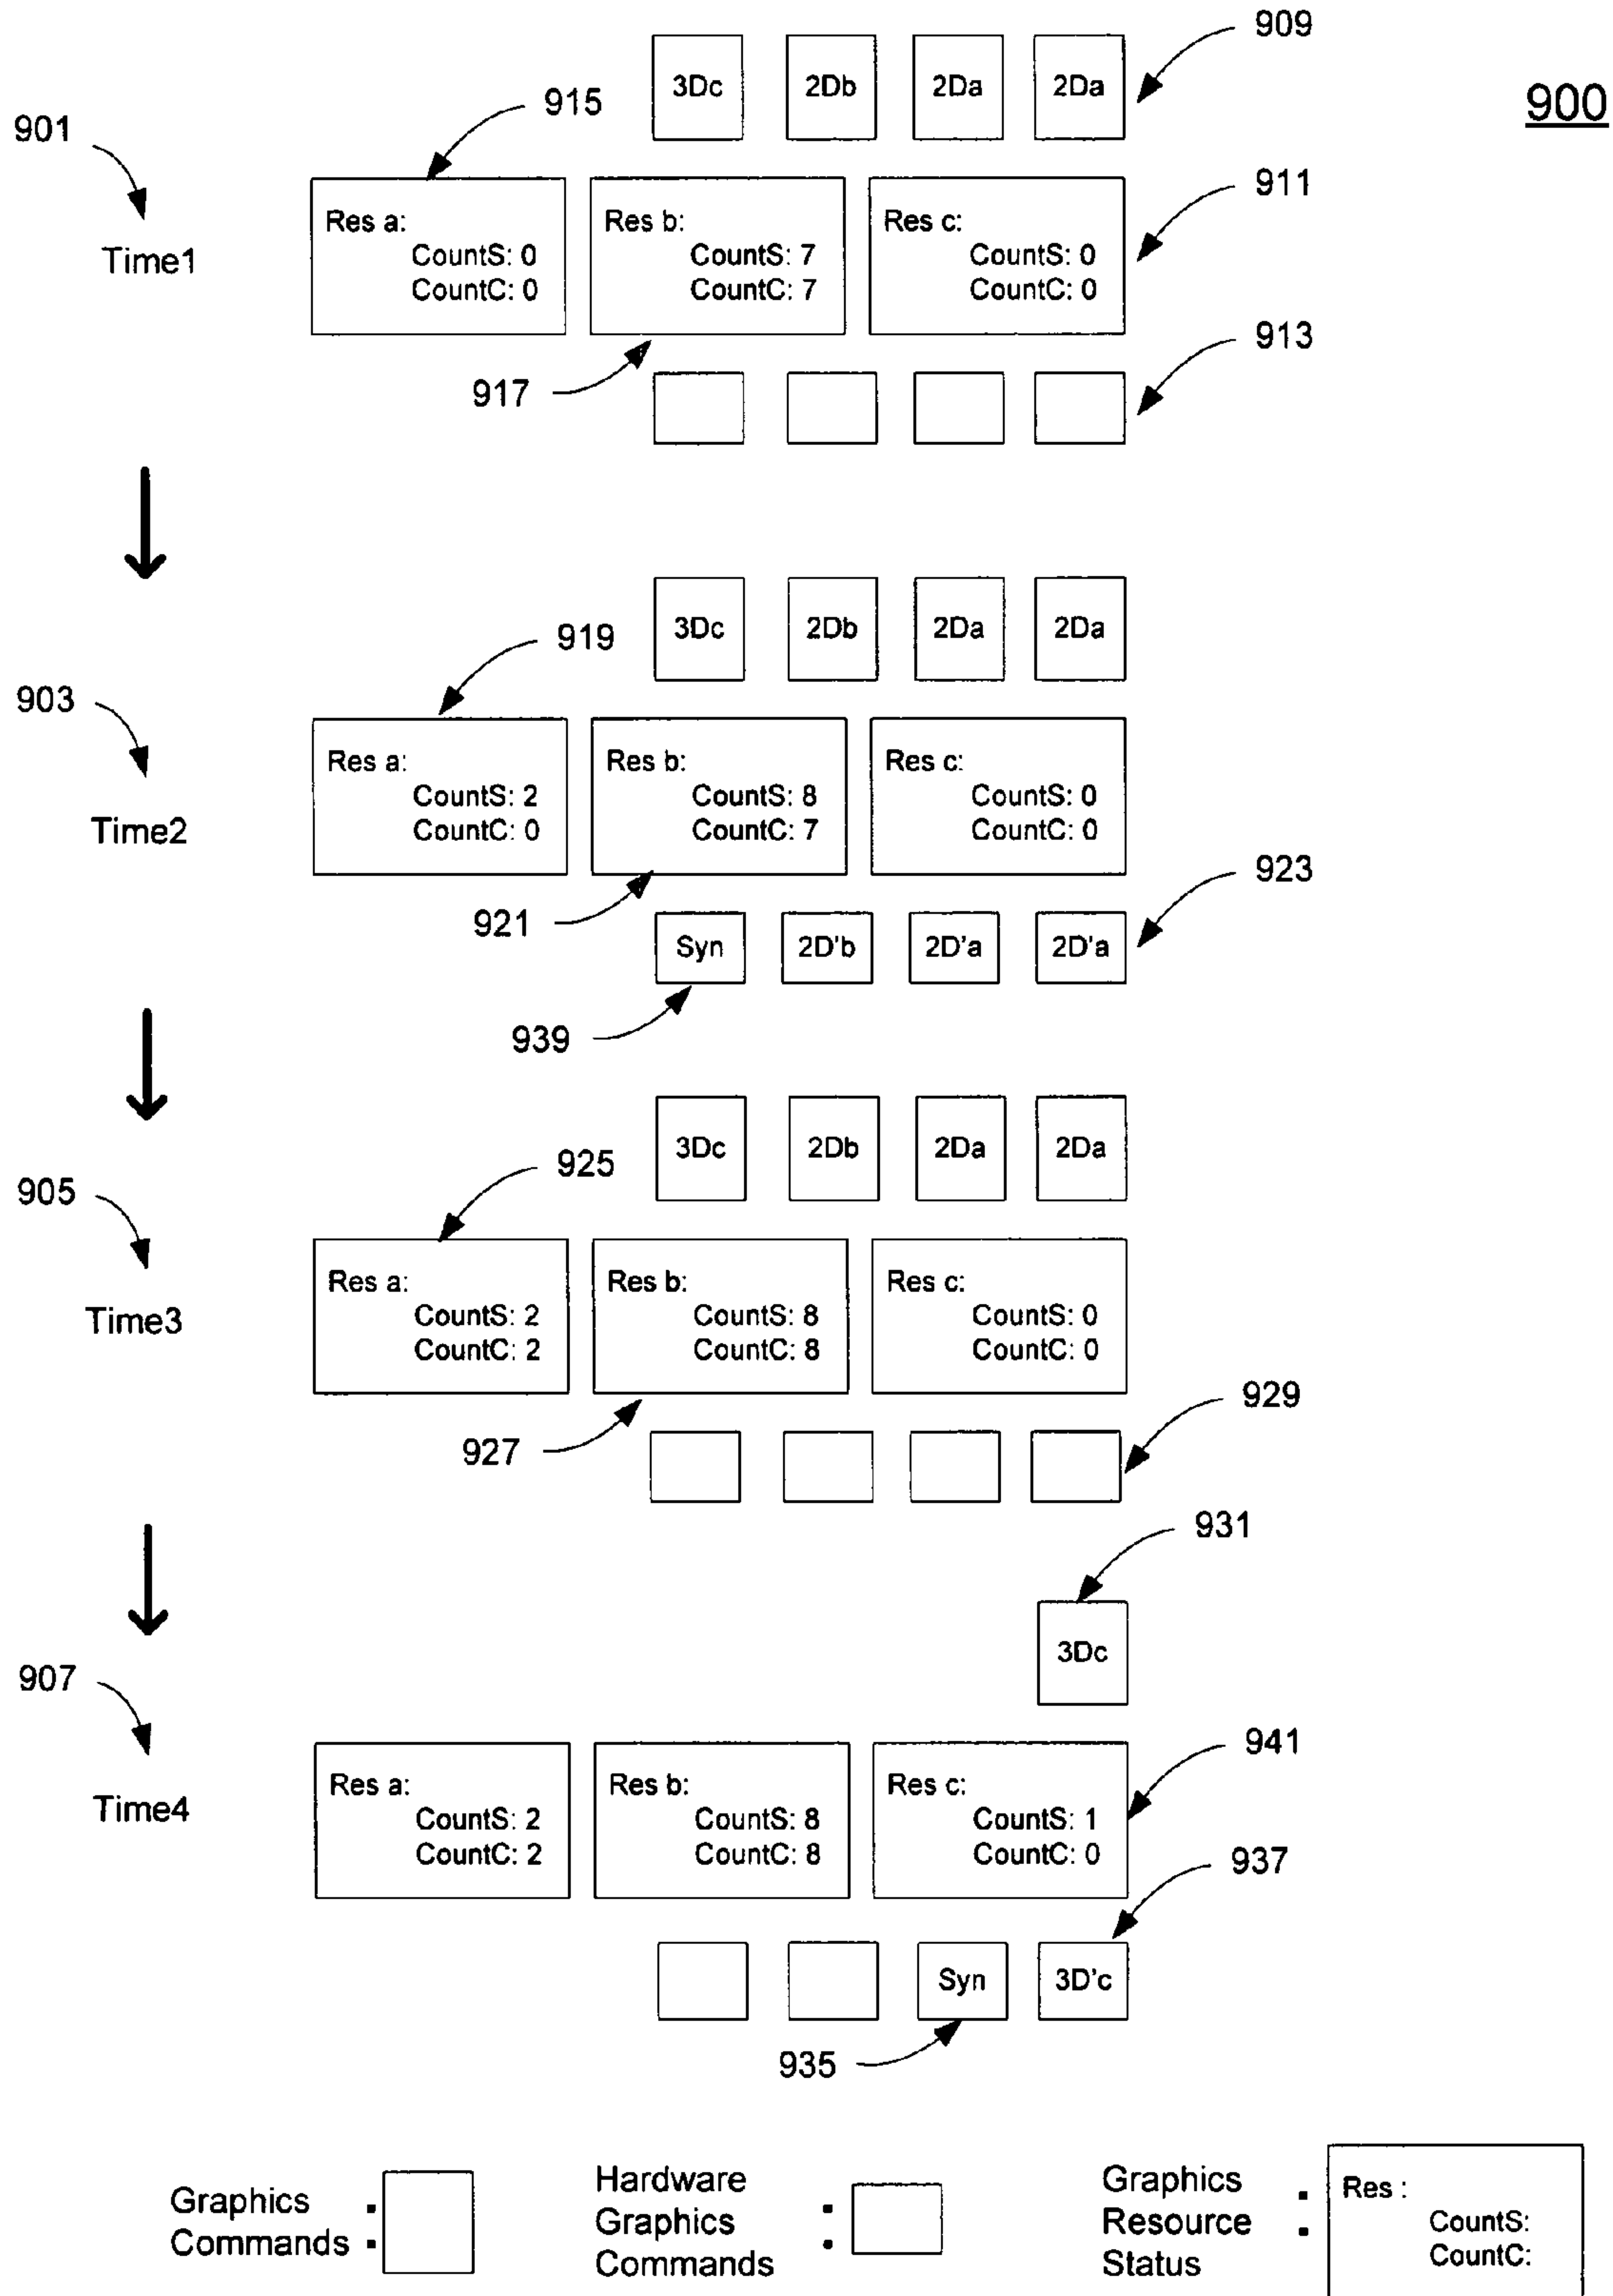 909
3Dc 2Db 2Da 2Da
900
915
901
911
Res a:
CountS: 0
CountC: 0
Res b:
CountS: 7
CountC: 7
Res c:
CountS: 0
CountC: 0
Time1
913
917
3Dc 2Db 2Da 2Da
919
903
Res a:
CountS: 2
CountC: 0
Res b:
CountS: 8
CountC: 7
Res c:
CountS: 0
CountC: 0
Time2
923
921
Syn 2D'b 2D'a 2D'a
939
3Dc 2Db 2Da 2Da
925
905
Res a:
CountS: 2
CountC: 2
Res b:
CountS: 8
CountC: 8
Res c:
CountS: 0
CountC: 0
Time3
929
927
931
3Dc
907
941
Res a:
CountS: 2
CountC: 2
Res b:
CountS: 8
CountC: 8
Res c:
CountS: 1
CountC: 0
Time4
937
Syn 3D'c
935
Graphics
Commands :
Hardware
Graphics :
Commands
Graphics
Resource :
Status
Res :
CountS:
CountC: